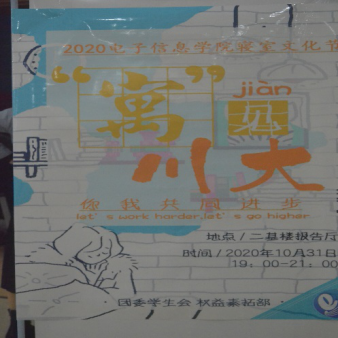 2020电子信息学院寝室文化节
“寓”
jiàn
见
川大
你我共同进步
let's work harder,let's go higher
地点/二基楼报告厅
时间/2020年10月31日
19:00-21:00
团委学生会 权益素拓部